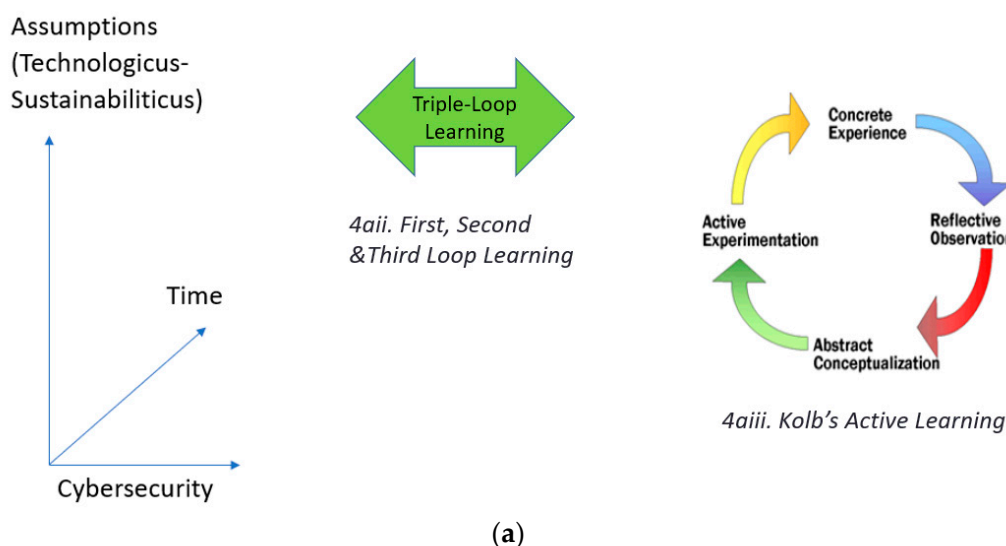 Assumptions
(Technologicus-
Sustainabiliticus)
Time
Cybersecurity
Triple-Loop
Learning
4aii. First, Second
&Third Loop Learning
Concrete
Experience
Reflective
Observation
Abstract
Conceptualization
Active
Experimentation
4aiii. Kolb's Active Learning
(a)